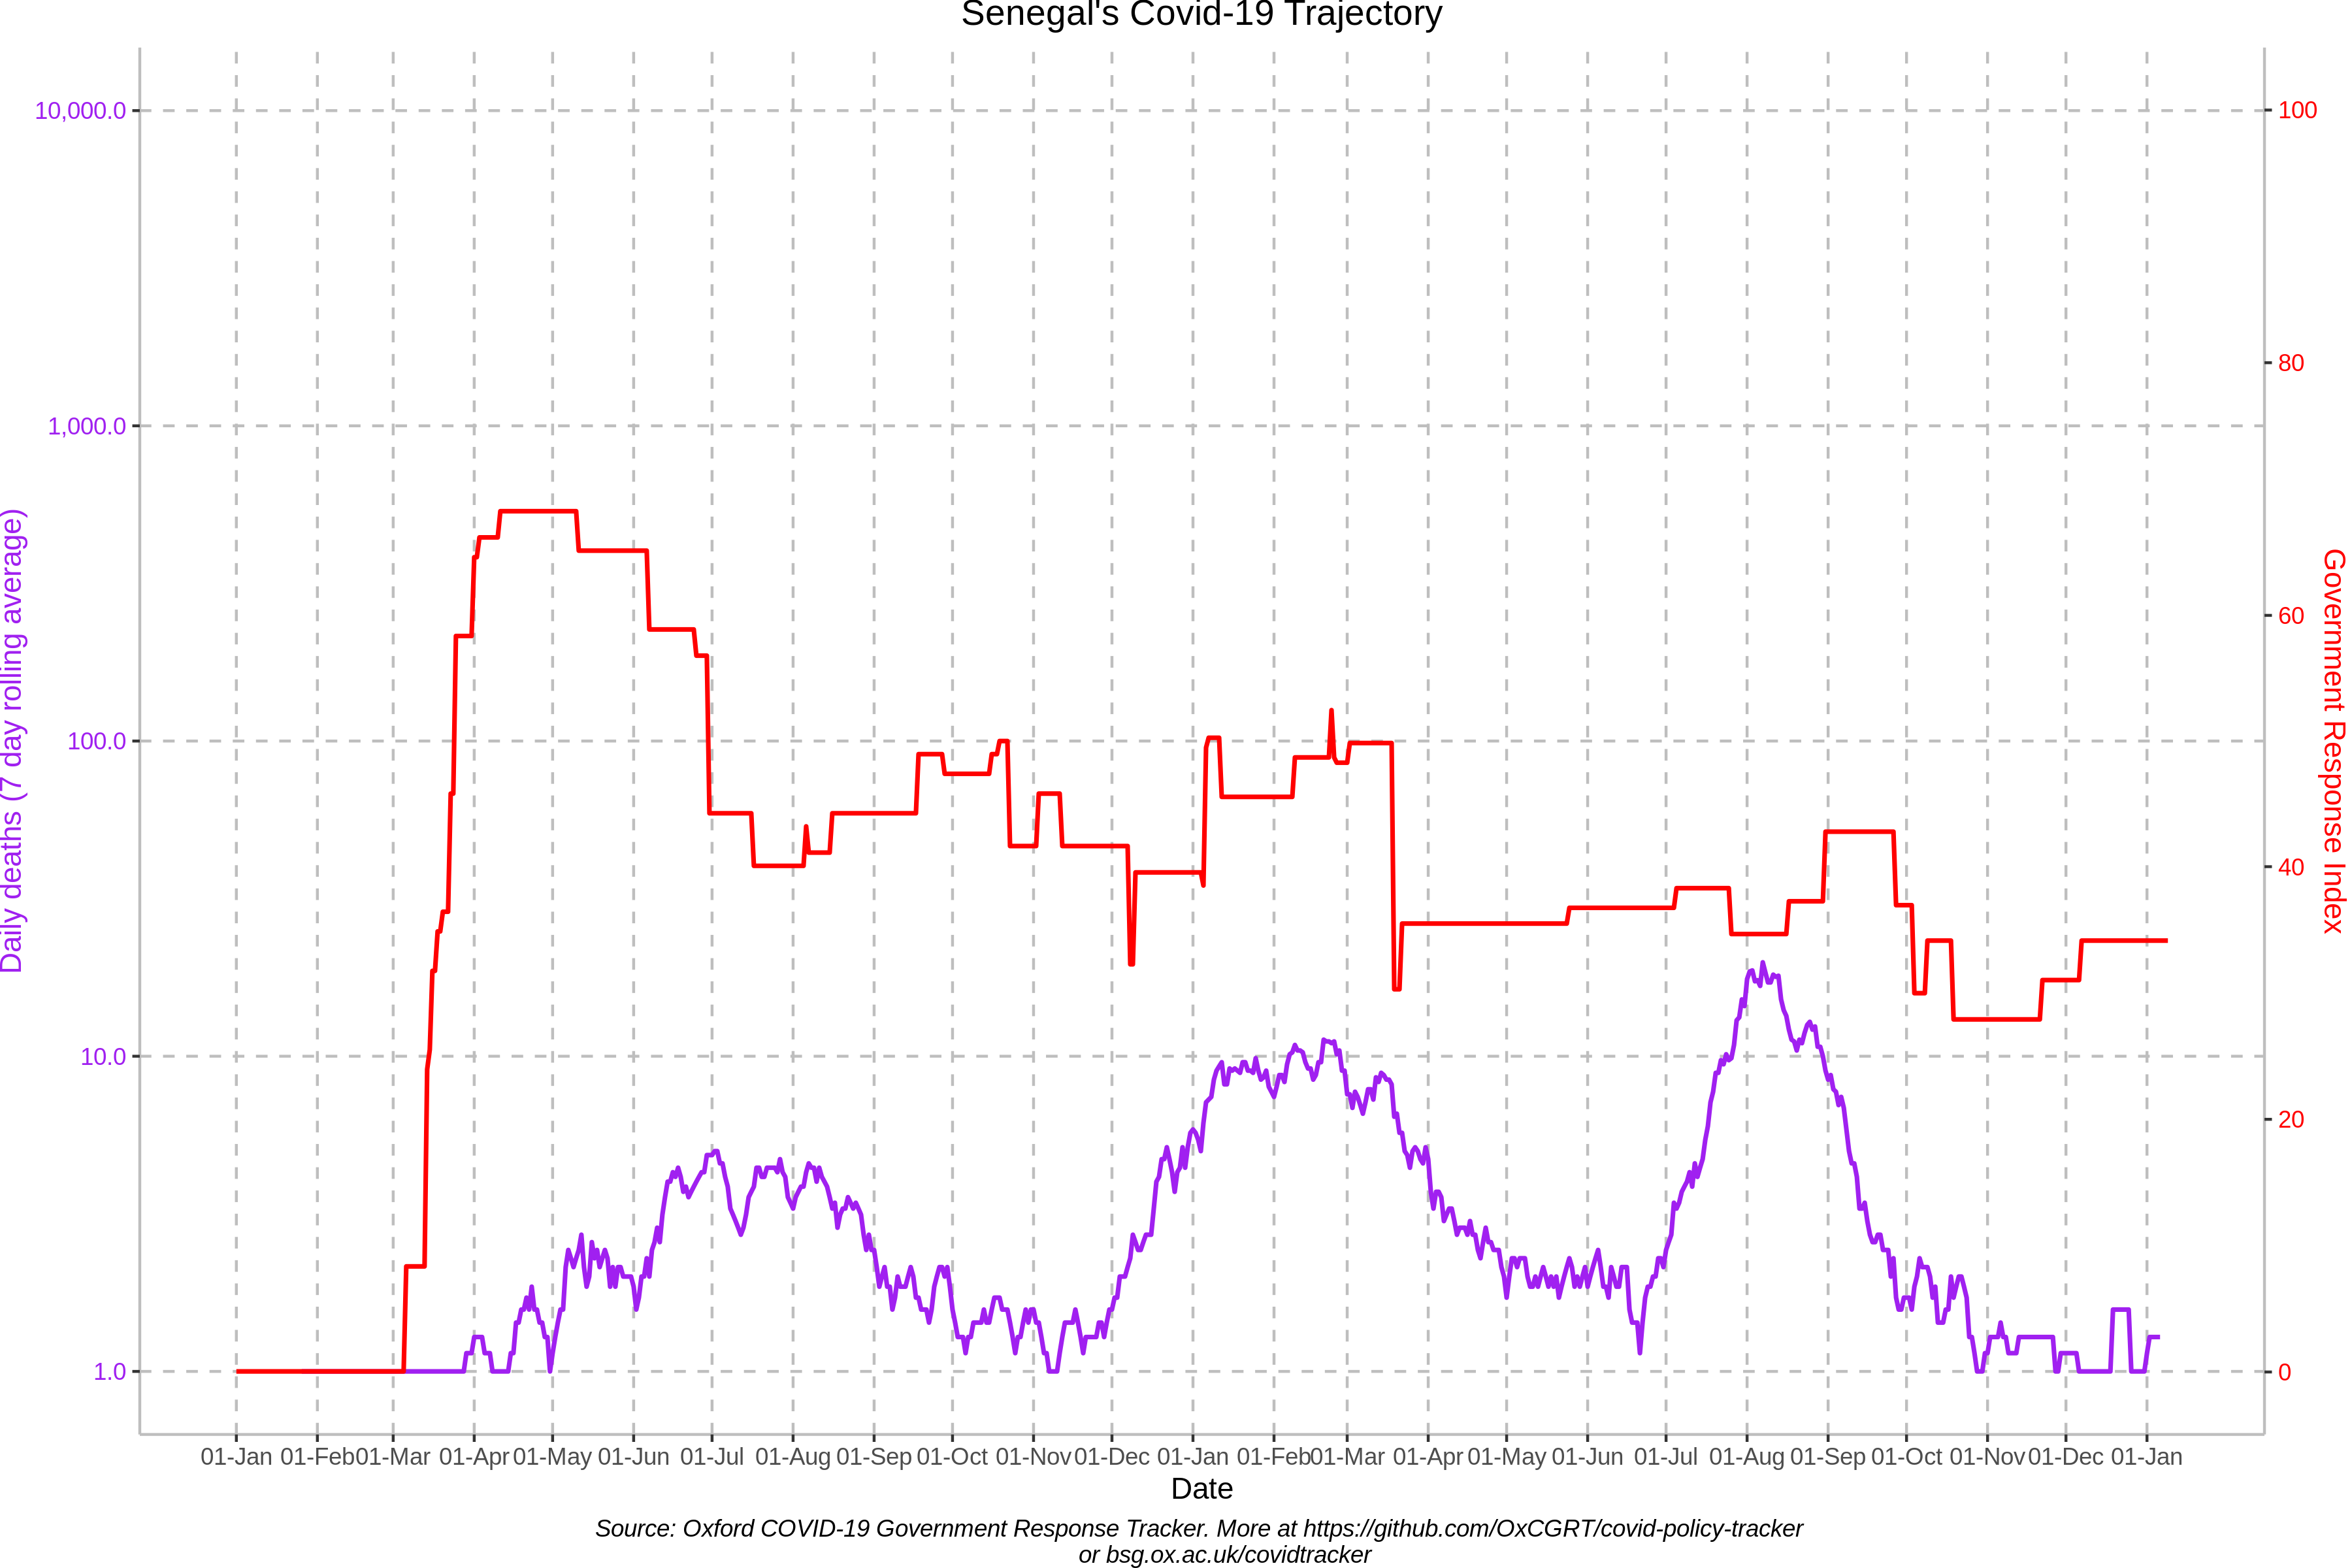 Senegal's Covid-19 Trajectory
10,000.0
1,000.0
100.0
10.0
1.0
Daily deaths (7 day rolling average)
100
80
60
40
20
0
Government Response Index
01-Jan 01-Feb 01-Mar 01-Apr 01-May 01-Jun 01-Jul 01-Aug 01-Sep 01-Oct 01-Nov 01-Dec 01-Jan 01-Feb 01-Mar 01-Apr 01-May 01-Jun 01-Jul 01-Aug 01-Sep 01-Oct 01-Nov 01-Dec 01-Jan
Date
Source: Oxford COVID-19 Government Response Tracker. More at https://github.com/OxCGRT/covid-policy-tracker
or bsg.ox.ac.uk/covidtracker